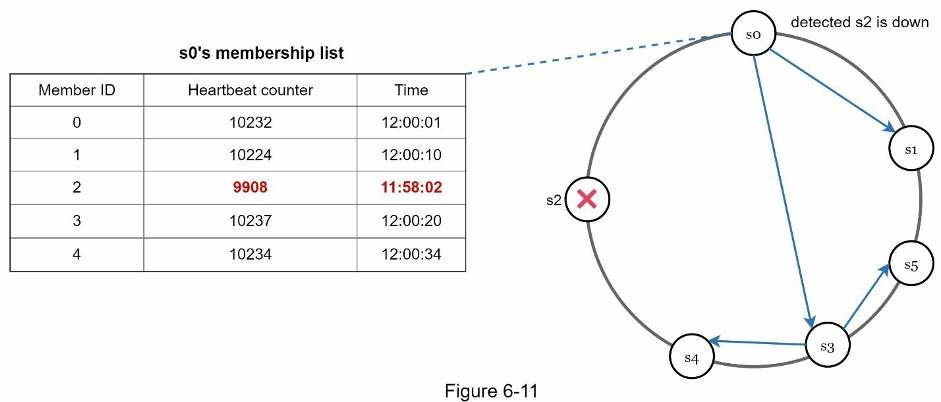 detected s2 is down
s0's membership list
Member ID Heartbeat counter Time
0 10232 12:00:01
1 10224 12:00:10
2 9908 11:58:02
3 10237 12:00:20
4 10234 12:00:34
s0
s1
s2
s5
s3
s4
Figure 6-11